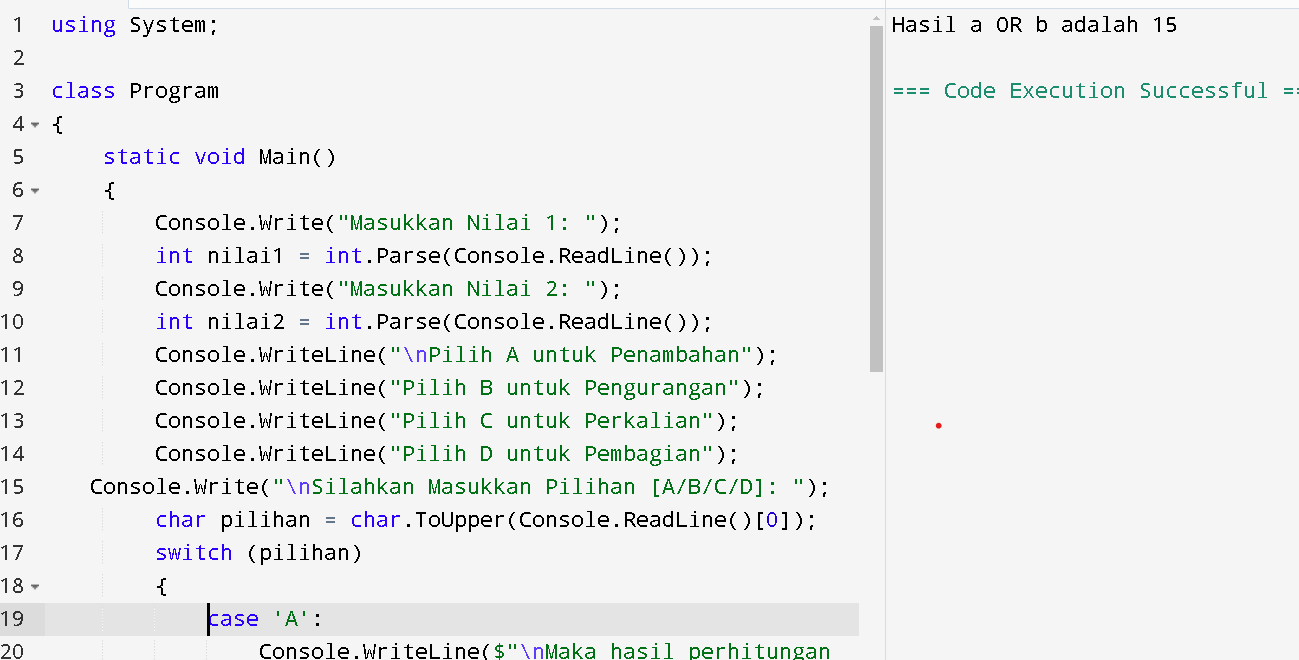 1 using System;
2
3 class Program
4 {
5 static void Main()
6 {
7 Console.Write("Masukkan Nilai 1: ");
8 int nilai1 = int.Parse(Console.ReadLine());
9 Console.Write("Masukkan Nilai 2: ");
10 int nilai2 = int.Parse(Console.ReadLine());
11 Console.WriteLine("\nPilih A untuk Penambahan");
12 Console.WriteLine("Pilih B untuk Pengurangan");
13 Console.WriteLine("Pilih C untuk Perkalian");
14 Console.WriteLine("Pilih D untuk Pembagian");
15 Console.Write("\nSilahkan Masukkan Pilihan [A/B/C/D]: ");
16 char pilihan = char.ToUpper(Console.ReadLine()[0]);
17 switch (pilihan)
18 {
19 case 'A':
20 Console.WriteLine($"\nMaka hasil perhitungan
Hasil a OR b adalah 15
=== Code Execution Successful ==